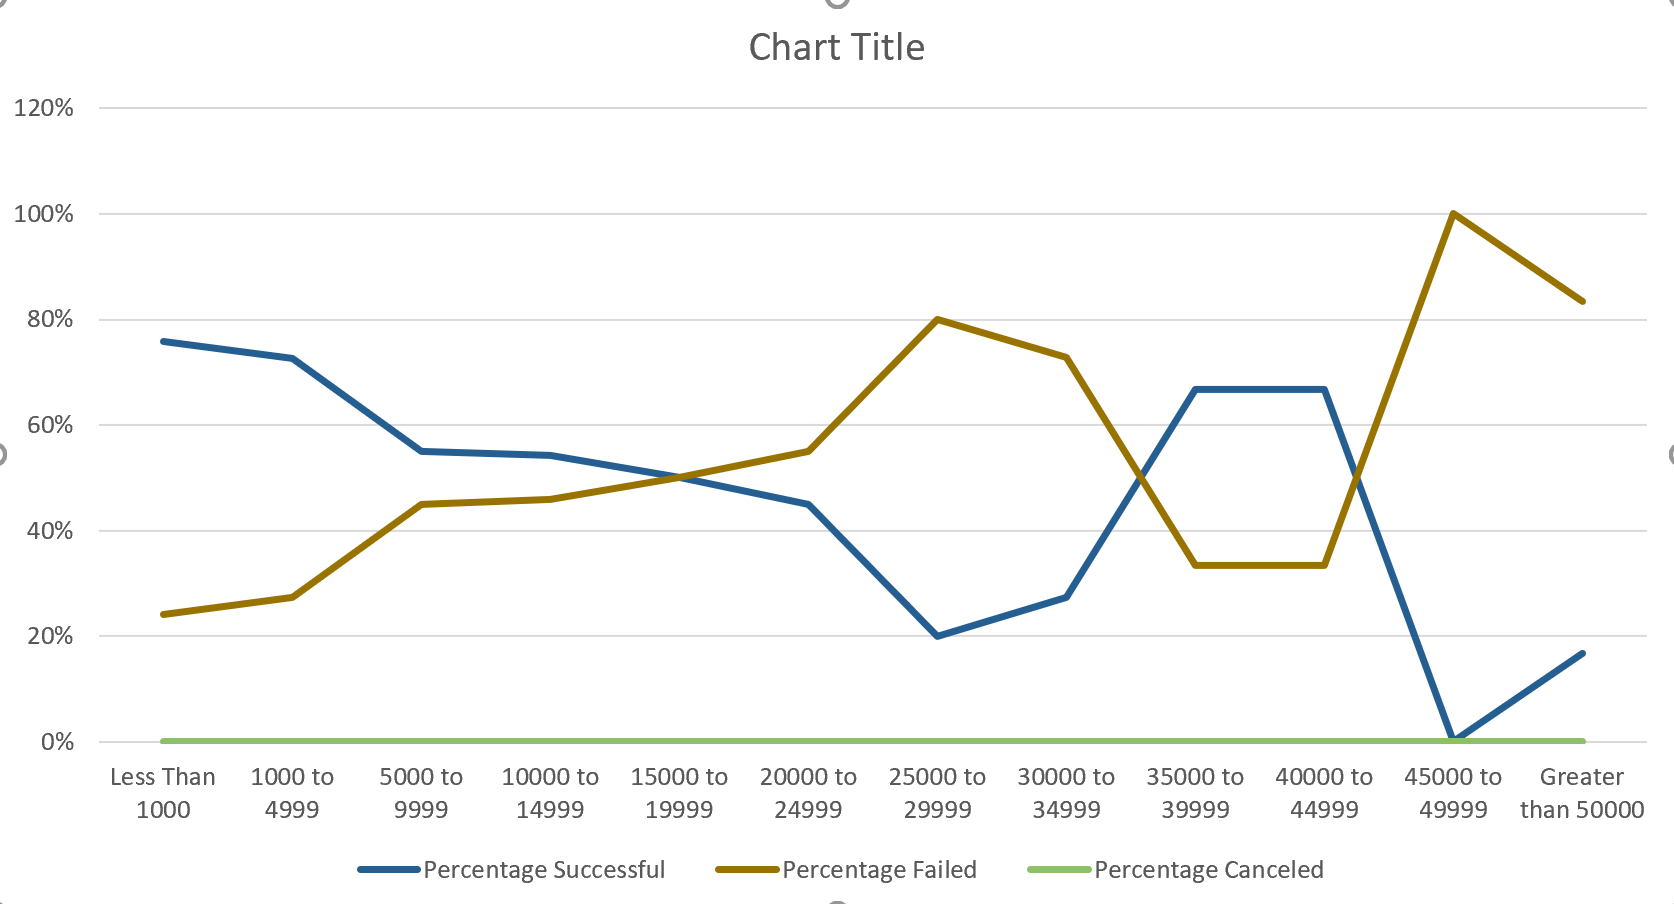 Chart Title
120%
100%
80%
60%
40%
20%
0%
Less Than
1000
1000 to
4999
5000 to
9999
10000 to
14999
15000 to
19999
20000 to
24999
25000 to
29999
30000 to
34999
35000 to
39999
40000 to
44999
45000 to
49999
Greater
than 50000
Percentage Successful
Percentage Failed
Percentage Canceled